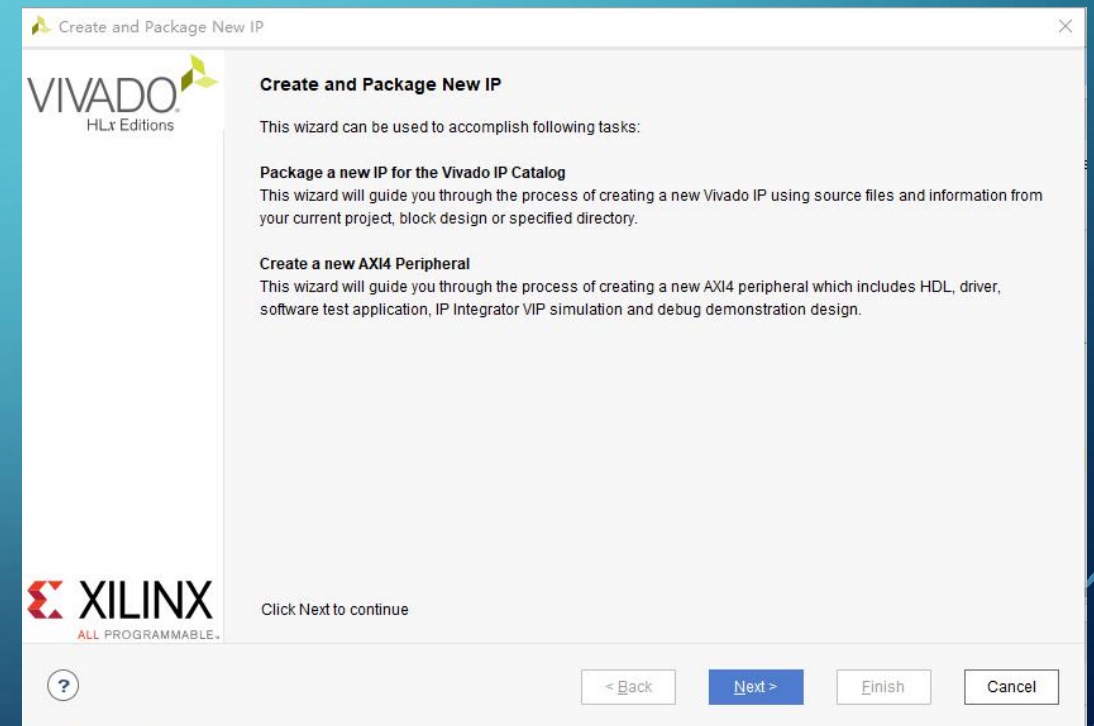 Create and Package New IP
VIVADO
HLx Editions
Create and Package New IP
This wizard can be used to accomplish following tasks:
Package a new IP for the Vivado IP Catalog
This wizard will guide you through the process of creating a new Vivado IP using source files and information from
your current project, block design or specified directory.
Create a new AXI4 Peripheral
This wizard will guide you through the process of creating a new AXI4 peripheral which includes HDL, driver,
software test application, IP Integrator VIP simulation and debug demonstration design.
XILINX
ALL PROGRAMMABLE.
Click Next to continue
?
< Back
Next >
Finish
Cancel